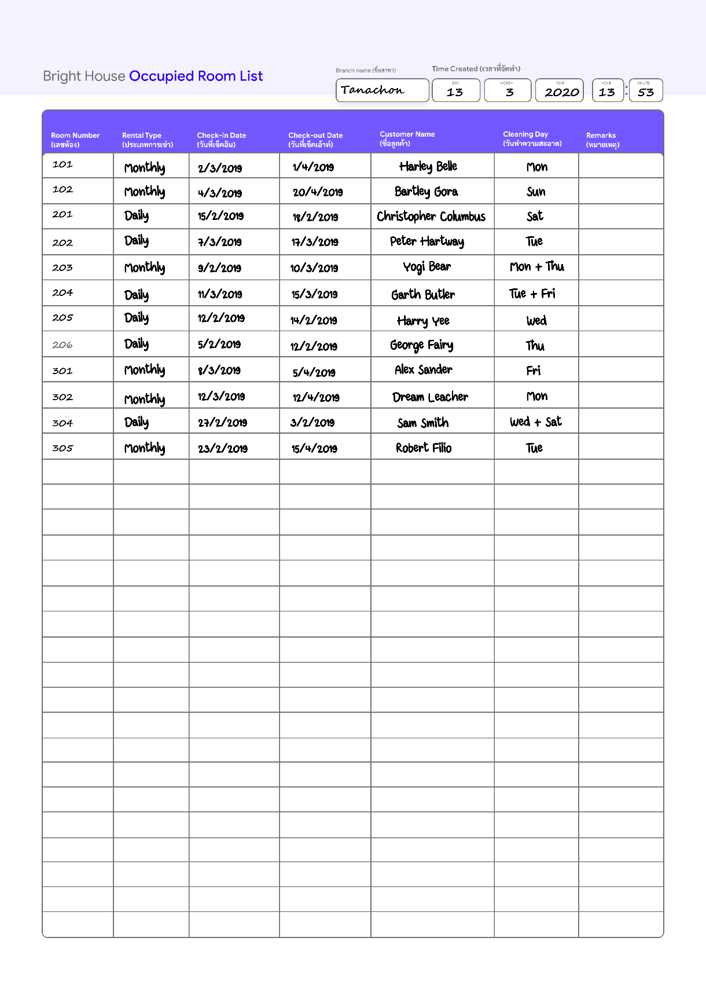 Bright House Occupied Room List
Branch name (ชื่อสาขา)
Time Created (เวลาที่จัดทำ)
DAY MONTH YEAR HOUR MINUTE
Tanachon 13 3 2020 13 : 53
Room Number Rental Type Check-in Date Check-out Date Customer Name Cleaning Day Remarks
(เลขห้อง) (ประเภทการเช่า) (วันที่เช็คอิน) (วันที่เช็คเอ้าท์) (ชื่อลูกค้า) (วันทำความสะอาด) (หมายเหตุ)
101 Monthly 2/3/2019 1/4/2019 Harley Belle Mon
102 Monthly 4/3/2019 20/4/2019 Bartley Gora Sun
201 Daily 15/2/2019 18/2/2019 Christopher Columbus Sat
202 Daily 7/3/2019 17/3/2019 Peter Hartway Tue
203 Monthly 9/2/2019 10/3/2019 Yogi Bear Mon + Thu
204 Daily 11/3/2019 15/3/2019 Garth Butler Tue + Fri
205 Daily 12/2/2019 14/2/2019 Harry Yee Wed
206 Daily 5/2/2019 12/2/2019 George Fairy Thu
301 Monthly 8/3/2019 5/4/2019 Alex Sander Fri
302 Monthly 12/3/2019 12/4/2019 Dream Leacher Mon
304 Daily 27/2/2019 3/2/2019 Sam Smith Wed + Sat
305 Monthly 23/2/2019 15/4/2019 Robert Filio Tue